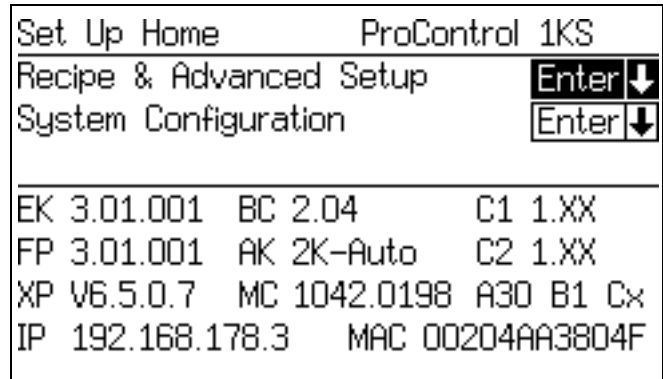 Set Up Home ProControl 1KS
Recipe & Advanced Setup Enter
System Configuration Enter
EK 3.01.001 BC 2.04 C1 1.XX
FP 3.01.001 AK 2K-Auto C2 1.XX
XP V6.5.0.7 MC 1042.0198 A30 B1 Cx
IP 192.168.178.3 MAC 00204AA3804F